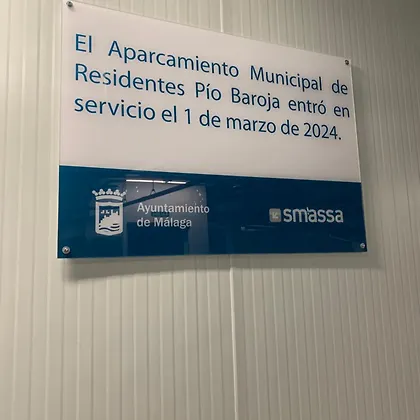 El Aparcamiento Municipal de
Residentes Pío Baroja entró en
servicio el 1 de marzo de 2024.
Ayuntamiento
de Málaga
smassa